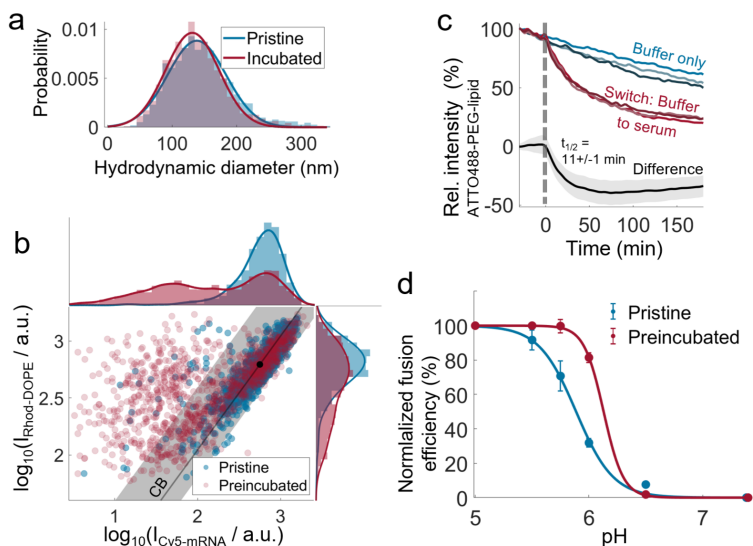 a
Pristine
Incubated
0.01
0.005
0
Probability
0 100 200 300
Hydrodynamic diameter (nm)
b
3
2.5
2
log10(IRhod-DOPE / a.u.)
CB
Pristine
Preincubated
1 2 3
log10(ICy5-mRNA / a.u.)
c
100
50
0
-50
Rel. intensity (%)
ATTO488-PEG-lipid
Buffer only
Switch: Buffer
to serum
t1/2 =
11+/-1 min
Difference
0 50 100 150
Time (min)
d
Pristine
Preincubated
100
80
60
40
20
0
Normlalized fusion
efficiency (%)
5 6 7
pH